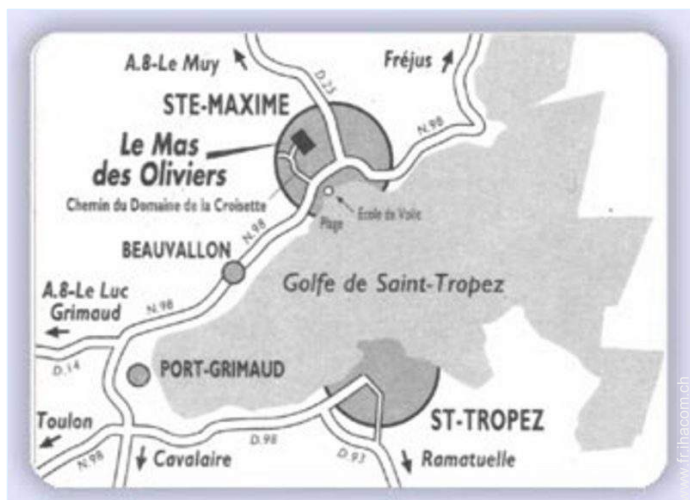 A.8-Le Muy
Fréjus
D.25
STE-MAXIME
N.98
Le Mas
des Oliviers
Chemin du Domaine de la Croisette
Ecole de Voile
Plage
N.98
BEAUVALLON
Golfe de Saint-Tropez
A.8-Le Luc
Grimaud
N.98
D.14
PORT-GRIMAUD
Toulon
ST-TROPEZ
N.98
Cavalaire
D.98
D.93
Ramatuelle
www.fr.ihacom.ch